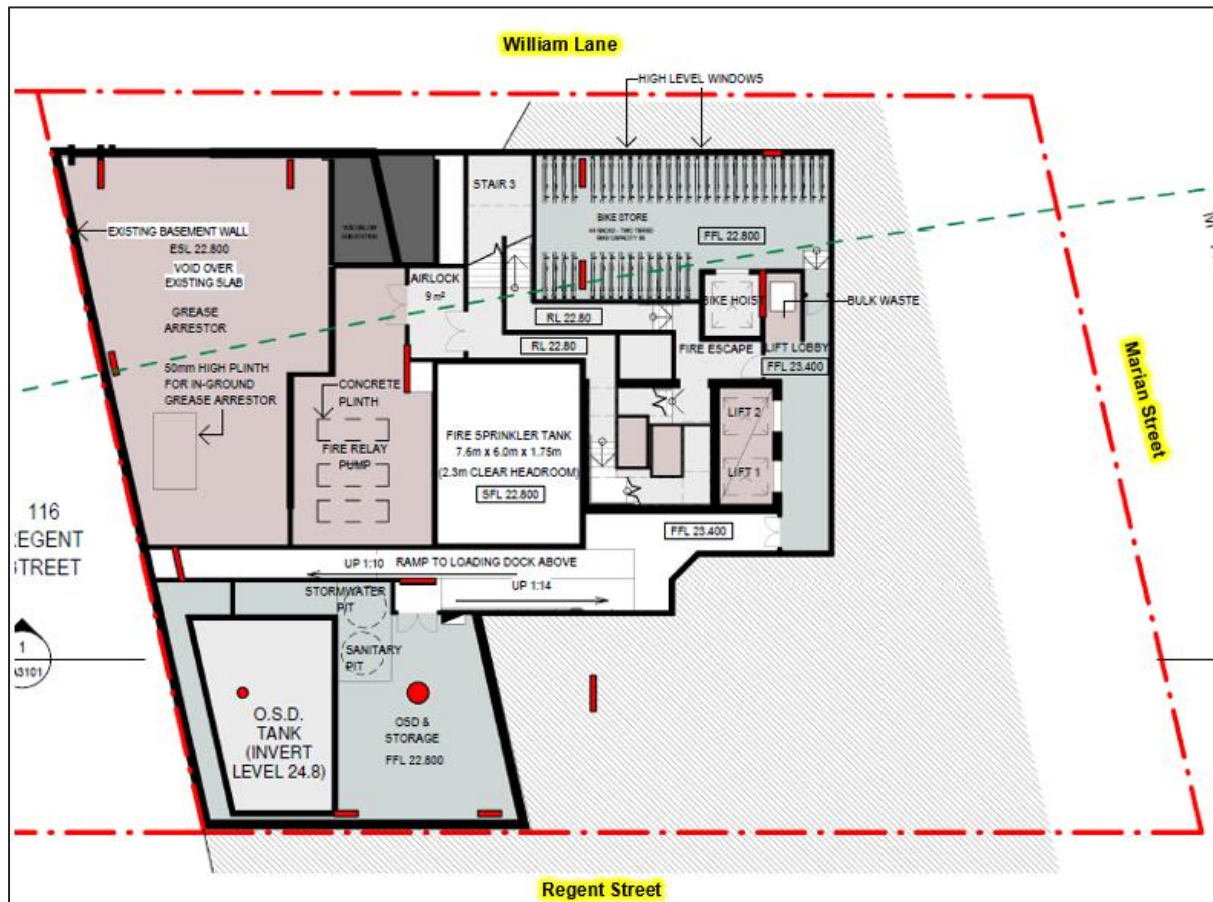 William Lane
HIGH LEVEL WINDOWS
STAIR 3
BIKE STORE
FFL 22.800
EXISTING BASEMENT WALL
ESL 22.800
VOID OVER
EXISTING SLAB
AIRLOCK
9 m²
BIKE HOIST
BULK WASTE
GREASE
ARRESTOR
RL 22.80
RL 22.80
FIRE ESCAPE
LIFT LOBBY
FFL 23.400
50mm HIGH PLINTH
FOR IN-GROUND
GREASE ARRESTOR
CONCRETE
PLINTH
FIRE RELAY
PUMP
FIRE SPRINKLER TANK
7.6m x 6.0m x 1.75m
(2.3m CLEAR HEADROOM)
SFL 22.800
LIFT 2
LIFT 1
Marian Street
116
REGENT
STREET
FFL 23.400
UP 1:10
RAMP TO LOADING DOCK ABOVE
UP 1:14
STORMWATER
PIT
SANITARY
PIT
1
A3101
O.S.D.
TANK
(INVERT
LEVEL 24.8)
OSD &
STORAGE
FFL 22.800
Regent Street